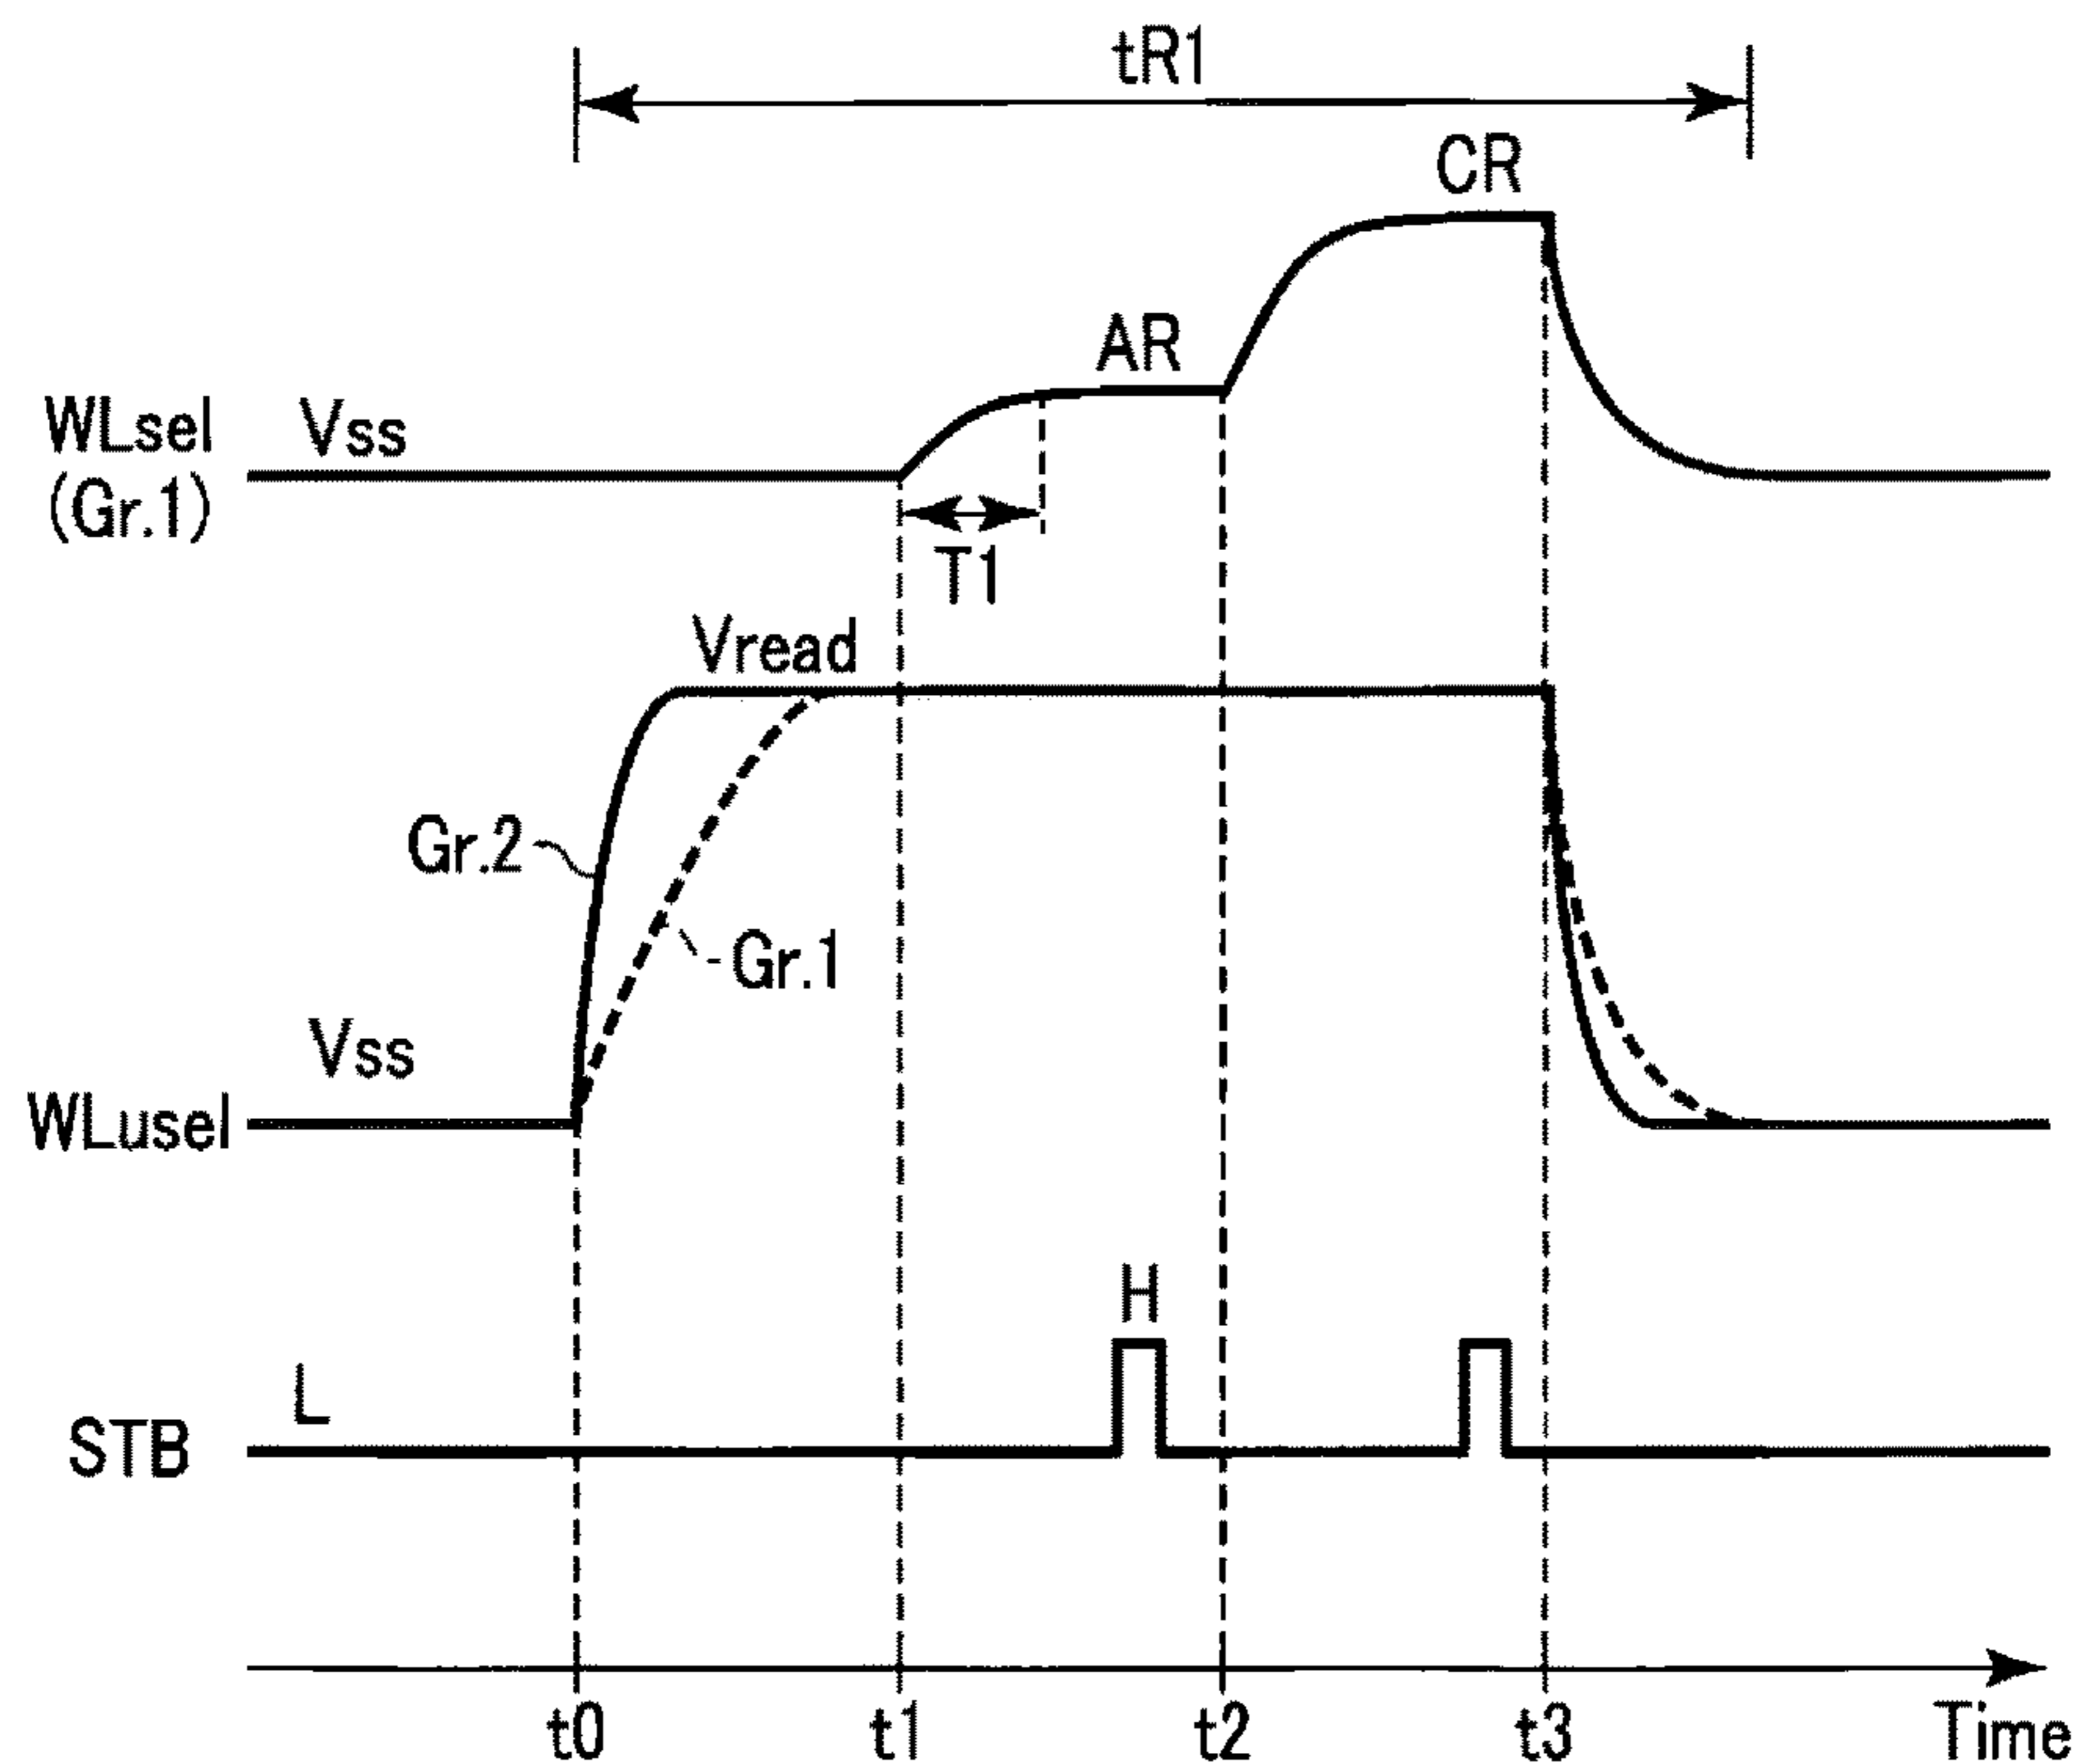 tR1
CR
AR
WLsel
(Gr.1)
Vss
T1
Vread
Gr.2
Gr.1
Vss
WLusel
H
L
STB
t0 t1 t2 t3 Time